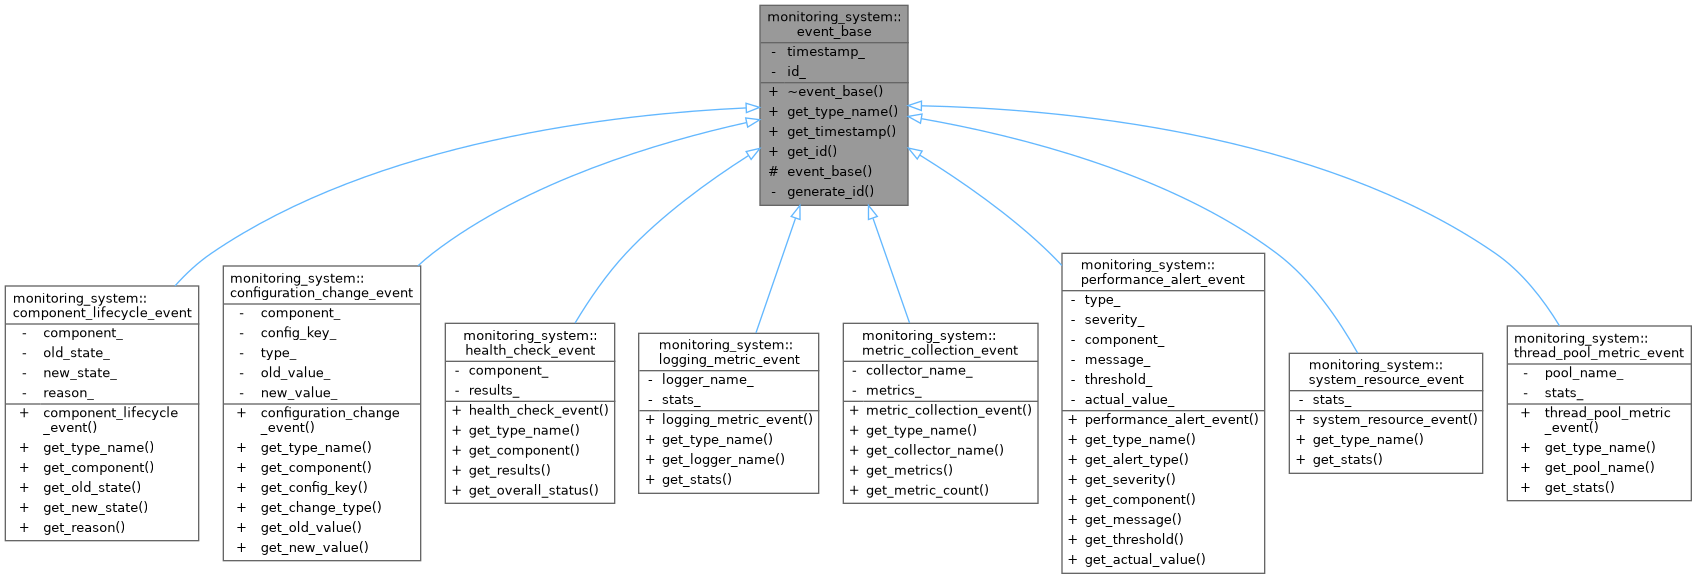 monitoring_system::
event_base
- timestamp_
- id_
+ ~event_base()
+ get_type_name()
+ get_timestamp()
+ get_id()
# event_base()
- generate_id()
monitoring_system::
component_lifecycle_event
- component_
- old_state_
- new_state_
- reason_
+ component_lifecycle
_event()
+ get_type_name()
+ get_component()
+ get_old_state()
+ get_new_state()
+ get_reason()
monitoring_system::
configuration_change_event
- component_
- config_key_
- type_
- old_value_
- new_value_
+ configuration_change
_event()
+ get_type_name()
+ get_component()
+ get_config_key()
+ get_change_type()
+ get_old_value()
+ get_new_value()
monitoring_system::
health_check_event
- component_
- results_
+ health_check_event()
+ get_type_name()
+ get_component()
+ get_results()
+ get_overall_status()
monitoring_system::
logging_metric_event
- logger_name_
- stats_
+ logging_metric_event()
+ get_type_name()
+ get_logger_name()
+ get_stats()
monitoring_system::
metric_collection_event
- collector_name_
- metrics_
+ metric_collection_event()
+ get_type_name()
+ get_collector_name()
+ get_metrics()
+ get_metric_count()
monitoring_system::
performance_alert_event
- type_
- severity_
- component_
- message_
- threshold_
- actual_value_
+ performance_alert_event()
+ get_type_name()
+ get_alert_type()
+ get_severity()
+ get_component()
+ get_message()
+ get_threshold()
+ get_actual_value()
monitoring_system::
system_resource_event
- stats_
+ system_resource_event()
+ get_type_name()
+ get_stats()
monitoring_system::
thread_pool_metric_event
- pool_name_
- stats_
+ thread_pool_metric
_event()
+ get_type_name()
+ get_pool_name()
+ get_stats()